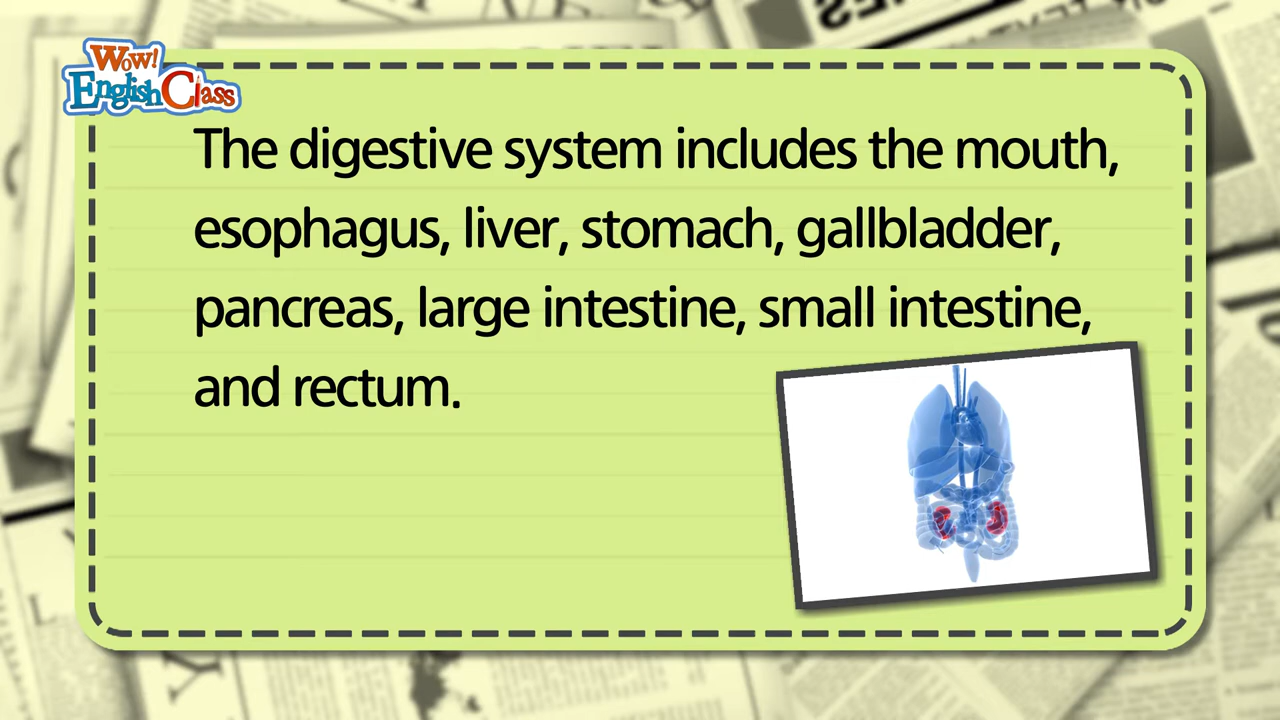 Wow!
English Class
The digestive system includes the mouth,
esophagus, liver, stomach, gallbladder,
pancreas, large intestine, small intestine,
and rectum.